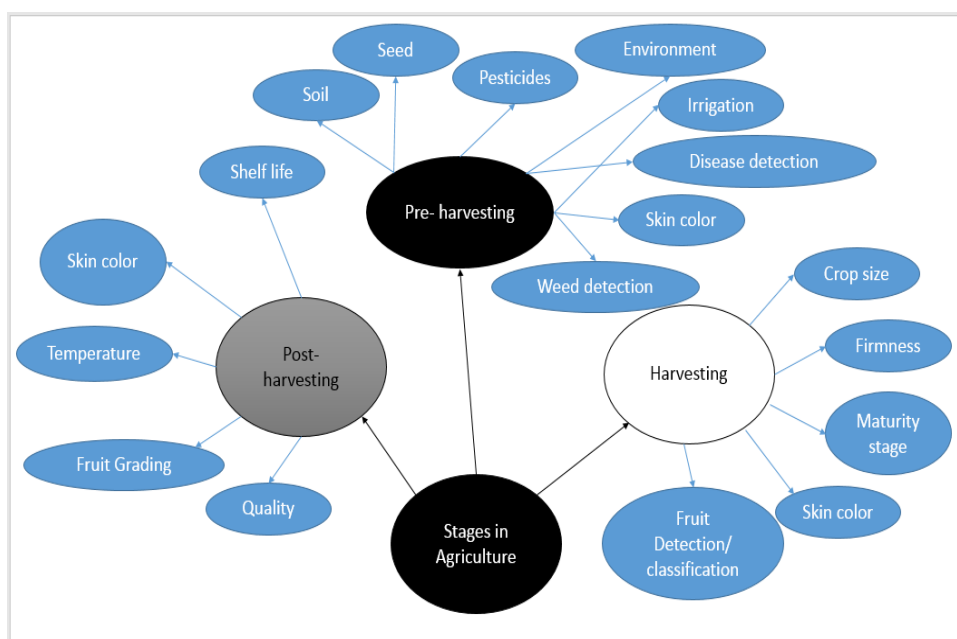 Seed
Environment
Pesticides
Soil
Irrigation
Disease detection
Shelf life
Pre- harvesting
Skin color
Skin color
Crop size
Weed detection
Temperature
Post-
harvesting
Harvesting
Firmness
Maturity
stage
Fruit Grading
Quality
Skin color
Stages in
Agriculture
Fruit
Detection/
classification